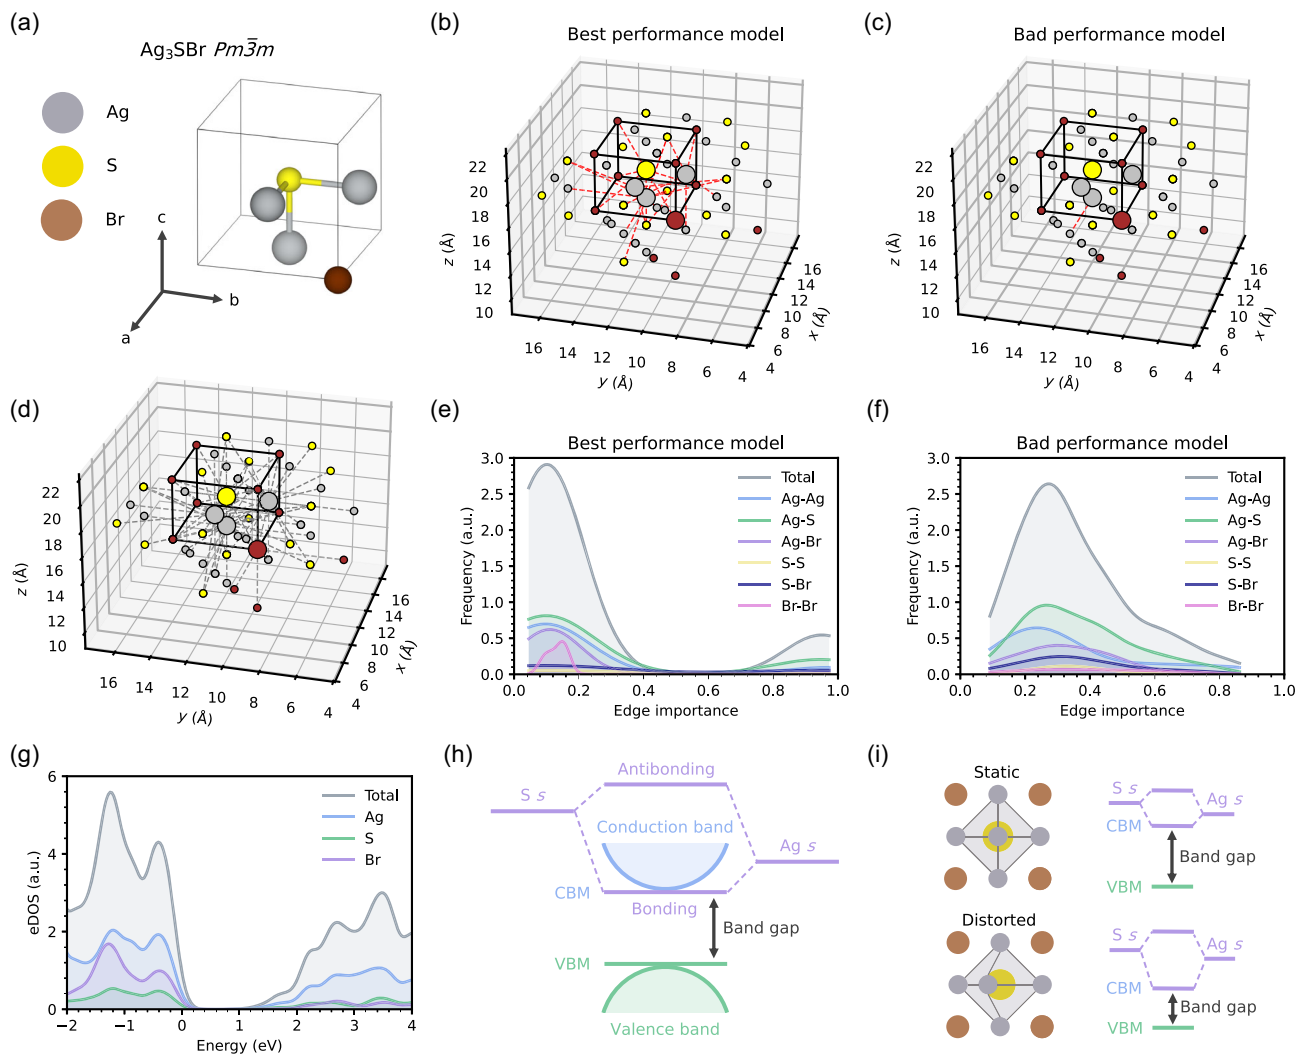 (a)
Ag₃SBr Pm3̅m
Ag
S
Br
c
b
a
(b)
Best performance model
22
20
18
16
14
12
10
z (Å)
16
14
12
10
8
6
4
y (Å)
16
14
12
10
8
6
4
x (Å)
(c)
Bad performance model
22
20
18
16
14
12
10
z (Å)
16
14
12
10
8
6
4
y (Å)
16
14
12
10
8
6
4
x (Å)
(d)
22
20
18
16
14
12
10
z (Å)
16
14
12
10
8
6
4
y (Å)
16
14
12
10
8
6
4
x (Å)
(e)
Best performance model
3.0
2.5
2.0
1.5
1.0
0.5
0.0
Frequency (a.u.)
Total
Ag-Ag
Ag-S
Ag-Br
S-S
S-Br
Br-Br
0.0 0.2 0.4 0.6 0.8 1.0
Edge importance
(f)
Bad performance model
3.0
2.5
2.0
1.5
1.0
0.5
0.0
Frequency (a.u.)
Total
Ag-Ag
Ag-S
Ag-Br
S-S
S-Br
Br-Br
0.0 0.2 0.4 0.6 0.8 1.0
Edge importance
(g)
6
4
2
0
eDOS (a.u.)
Total
Ag
S
Br
−2 −1 0 1 2 3 4
Energy (eV)
(h)
Antibonding
S s
Conduction band
Ag s
CBM
Bonding
Band gap
VBM
Valence band
(i)
Static
S s
Ag s
CBM
Band gap
VBM
Distorted
S s
Ag s
CBM
Band gap
VBM